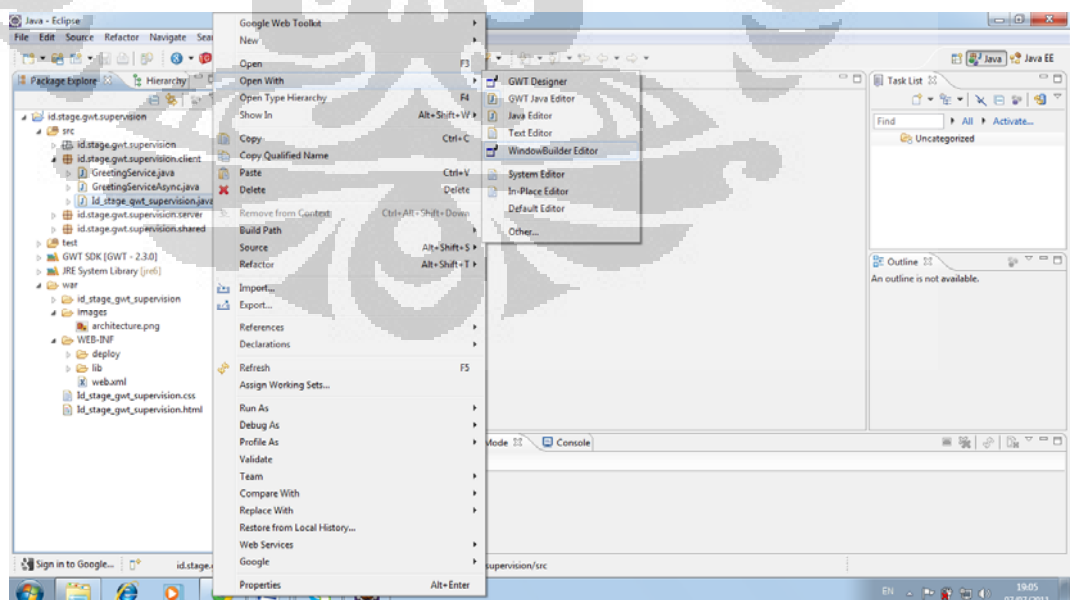 Java - Eclipse
File Edit Source Refactor Navigate
Java
Java EE
Package Explore
Hierarchy
id.stage.gwt.supervision
src
id.stage.gwt.supervision
id.stage.gwt.supervision.client
GreetingService.java
GreetingServiceAsync.java
Id_stage_gwt_supervision.java
id.stage.gwt.supervision.server
id.stage.gwt.supervision.shared
test
GWT SDK [GWT - 2.3.0]
JRE System Library [jre6]
war
id_stage_gwt_supervision
images
architecture.png
WEB-INF
deploy
lib
web.xml
Id_stage_gwt_supervision.css
Id_stage_gwt_supervision.html
Google Web Toolkit
New
Open F3
Open With
Open Type Hierarchy F4
Show In Alt+Shift+W
Copy Ctrl+C
Copy Qualified Name
Paste Ctrl+V
Delete Delete
Remove from Context Ctrl+Alt+Shift+Down
Build Path
Source Alt+Shift+S
Refactor Alt+Shift+T
Import...
Export...
References
Declarations
Refresh F5
Assign Working Sets...
Run As
Debug As
Profile As
Validate
Team
Compare With
Replace With
Restore from Local History...
Web Services
Google
Properties Alt+Enter
GWT Designer
GWT Java Editor
Java Editor
Text Editor
WindowBuilder Editor
System Editor
In-Place Editor
Default Editor
Other...
Task List
Find All Activate...
Uncategorized
Outline
An outline is not available.
Mode Console
Sign in to Google...
id.stage.
supervision/src
EN
19:05
07/07/2011